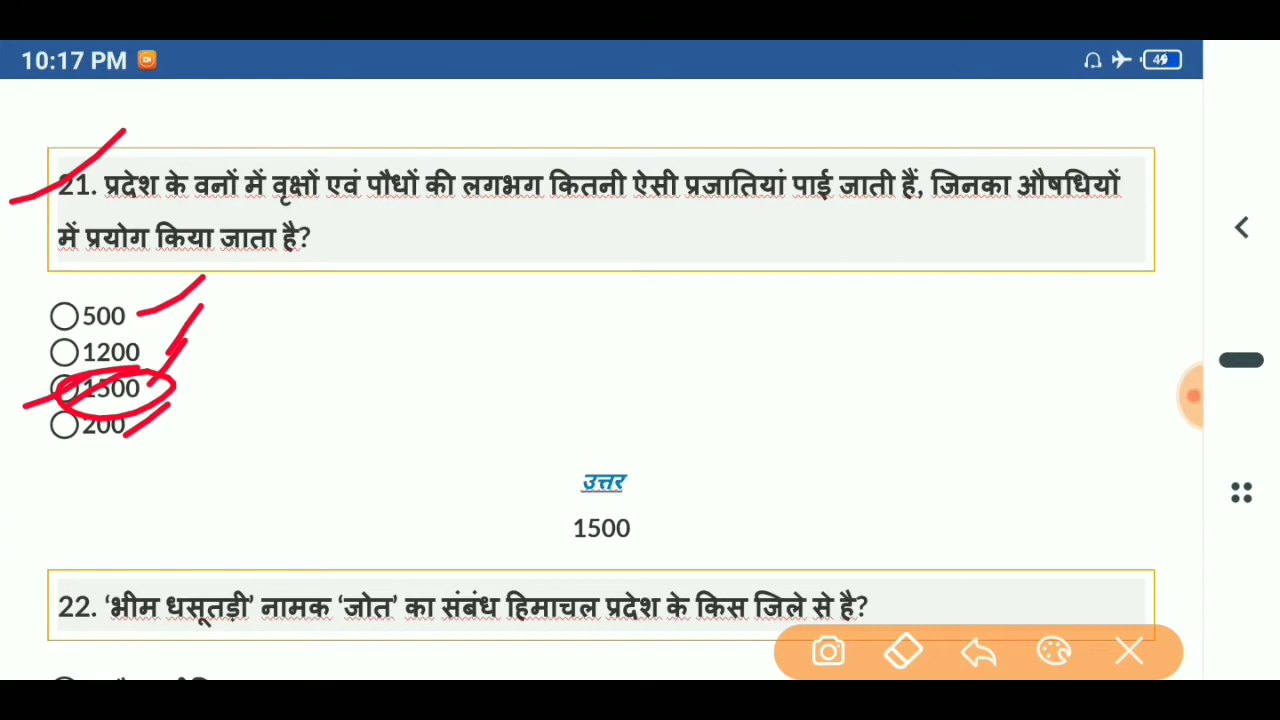 10:17 PM
49
21. प्रदेश के वनों में वृक्षों एवं पौधों की लगभग कितनी ऐसी प्रजातियां पाई जाती हैं, जिनका औषधियों
में प्रयोग किया जाता है?
500
1200
1500
200
उत्तर
1500
22. ‘भीम धसूतड़ी’ नामक ‘जोत’ का संबंध हिमाचल प्रदेश के किस जिले से है?